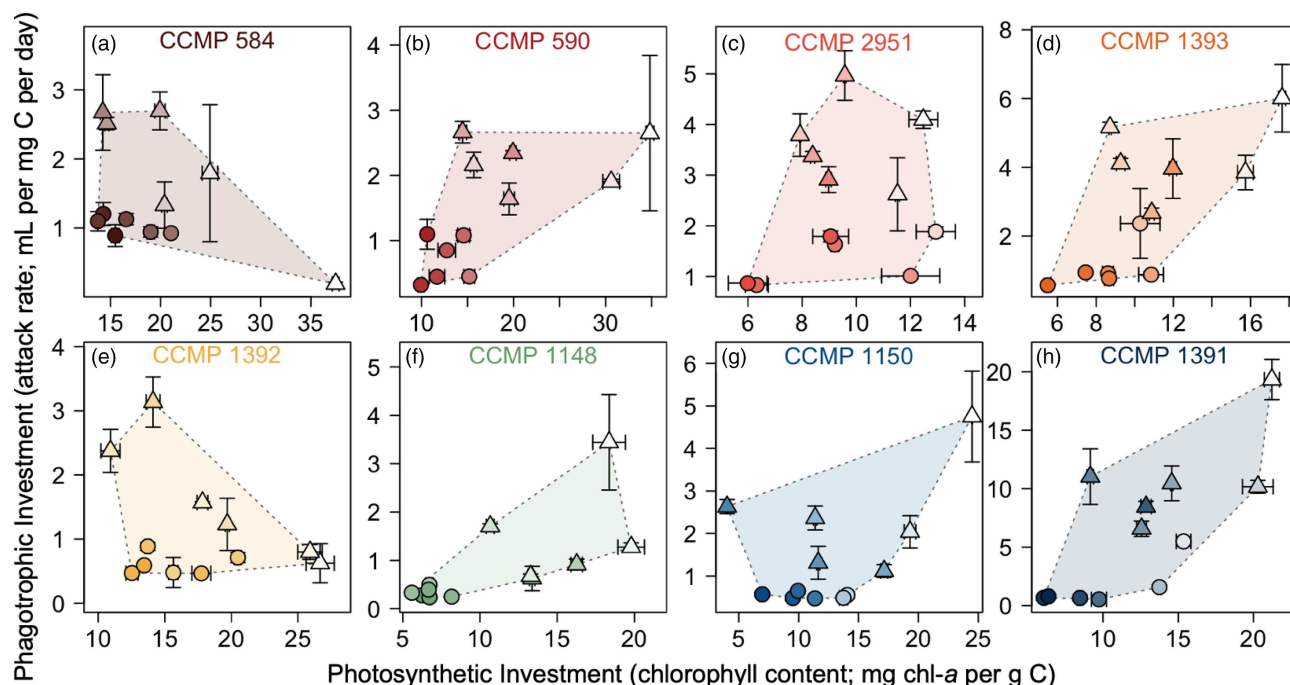 Phagotrophic Investment (attack rate; mL per mg C per day)
(a) CCMP 584
3
2
1
15 20 25 30 35
(b) CCMP 590
4
3
2
1
10 20 30
(c) CCMP 2951
5
4
3
2
1
6 8 10 12 14
(d) CCMP 1393
8
6
4
2
6 8 12 16
(e) CCMP 1392
4
3
2
1
0
10 15 20 25
(f) CCMP 1148
5
4
3
2
1
0
5 10 15 20
(g) CCMP 1150
6
5
4
3
2
1
5 10 15 20 25
(h) CCMP 1391
20
15
10
5
0
10 15 20
Photosynthetic Investment (chlorophyll content; mg chl-a per g C)